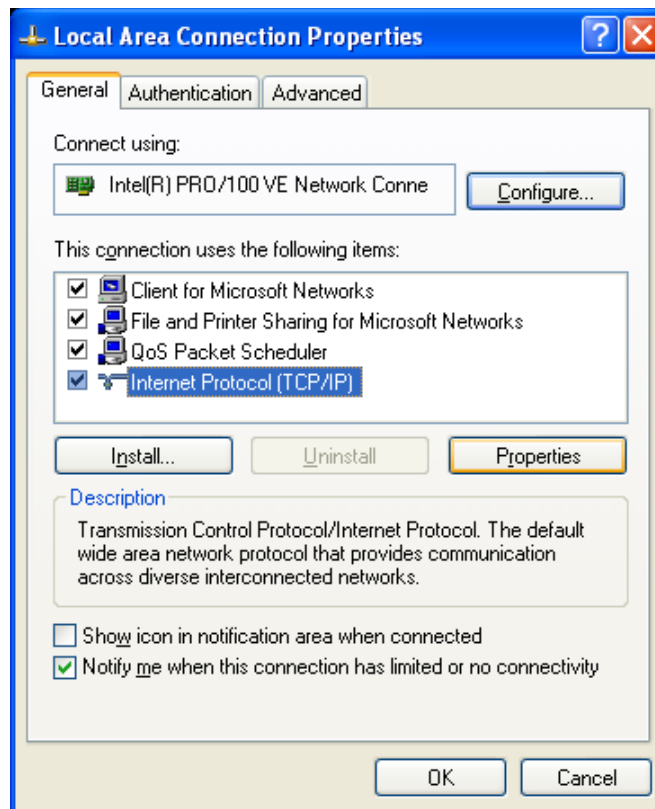 Local Area Connection Properties
General Authentication Advanced
Connect using:
Intel(R) PRO/100 VE Network Conne
Configure...
This connection uses the following items:
Client for Microsoft Networks
File and Printer Sharing for Microsoft Networks
QoS Packet Scheduler
Internet Protocol (TCP/IP)
Install... Uninstall Properties
Description
Transmission Control Protocol/Internet Protocol. The default
wide area network protocol that provides communication
across diverse interconnected networks.
Show icon in notification area when connected
Notify me when this connection has limited or no connectivity
OK Cancel